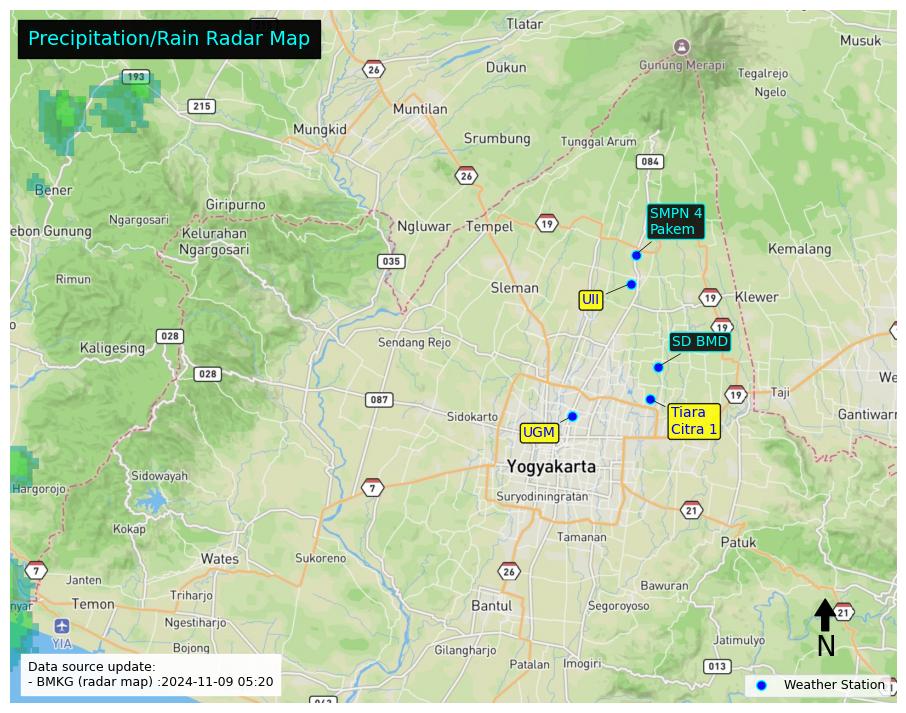 Precipitation/Rain Radar Map
Tlatar
Musuk
26
Dukun
Gunung Merapi
Tegalrejo
193
Ngelo
215
Muntilan
Mungkid
Srumbung
Tunggal Arum
084
26
Bener
Giripurno
SMPN 4
Pakem
Ngargosari
Ngluwar
Tempel
19
ebon Gunung
Kelurahan
Ngargosari
Kemalang
035
Rimun
Sleman
UII
19
Klewer
19
028
Sendang Rejo
SD BMD
Kaligesing
028
We
087
19
Taji
Sidokarto
Tiara
Citra 1
Gantiwarn
UGM
Yogyakarta
Sidowayah
Hargorojo
7
Suryodiningratan
21
Kokap
Tamanan
Patuk
Wates
Sukoreno
7
26
Janten
Bawuran
Triharjo
nyar
Temon
Bantul
Segoroyoso
21
Ngestiharjo
YIA
Bojong
Gilangharjo
Jatimulyo
N
Patalan
Imogiri
013
Data source update:
- BMKG (radar map) :2024-11-09 05:20
Weather Station